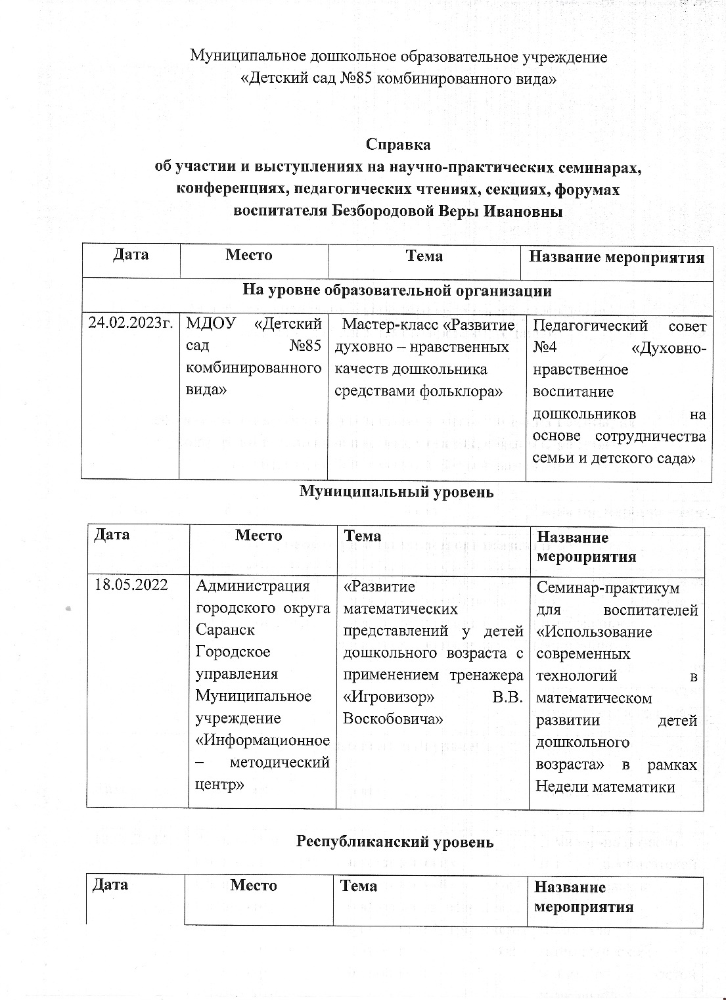 Муниципальное дошкольное образовательное учреждение
«Детский сад №85 комбинированного вида»
Справка
об участии и выступлениях на научно-практических семинарах,
конференциях, педагогических чтениях, секциях, форумах
воспитателя Безбородовой Веры Ивановны
Дата Место Тема Название мероприятия
На уровне образовательной организации
24.02.2023г.
МДОУ «Детский
сад №85
комбинированного
вида»
Мастер-класс «Развитие
духовно – нравственных
качеств дошкольника
средствами фольклора»
Педагогический совет
№4 «Духовно-
нравственное
воспитание
дошкольников на
основе сотрудничества
семьи и детского сада»
Муниципальный уровень
Дата
Место
Тема
Название
мероприятия
18.05.2022
Администрация
городского округа
Саранск
Городское
управления
Муниципальное
учреждение
«Информационное
– методический
центр»
«Развитие
математических
представлений у детей
дошкольного возраста с
применением тренажера
«Игровизор» В.В.
Воскобовича»
Семинар-практикум
для воспитателей
«Использование
современных
технологий в
математическом
развитии детей
дошкольного
возраста» в рамках
Недели математики
Республиканский уровень
Дата
Место
Тема
Название
мероприятия